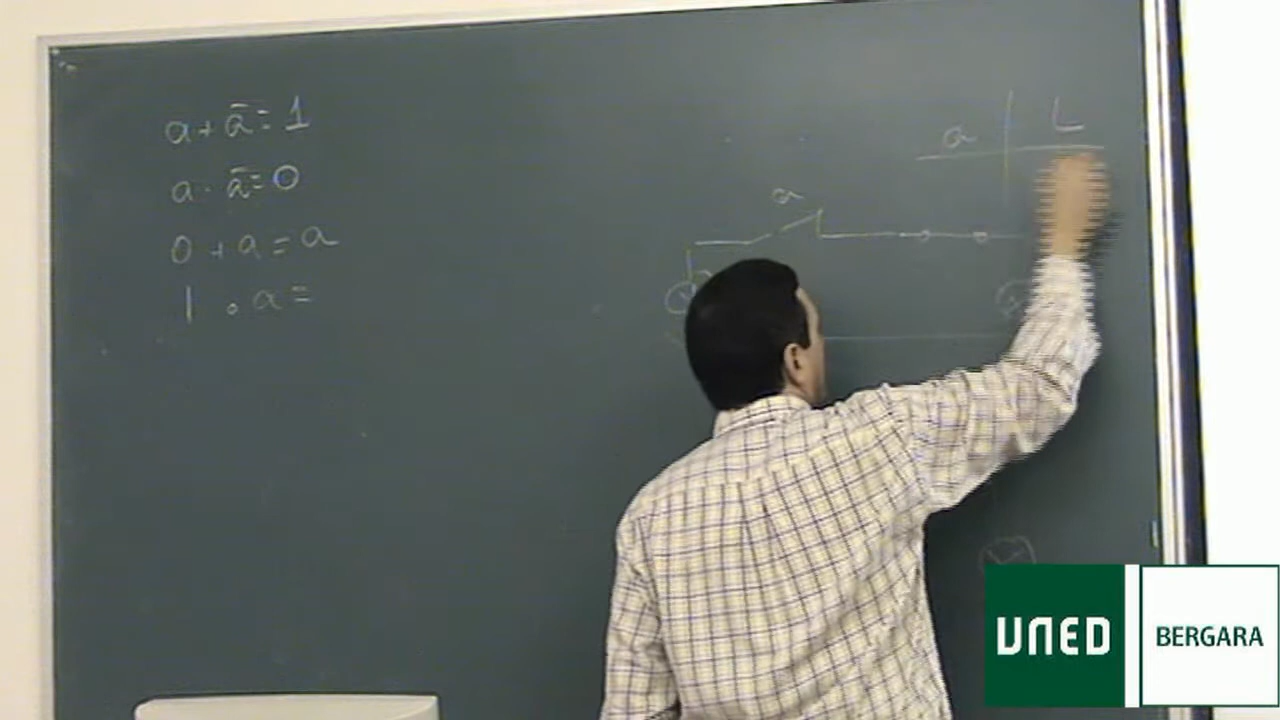 a + ā = 1
a · ā = 0
0 + a = a
1 · a =
a L
a
UNED BERGARA